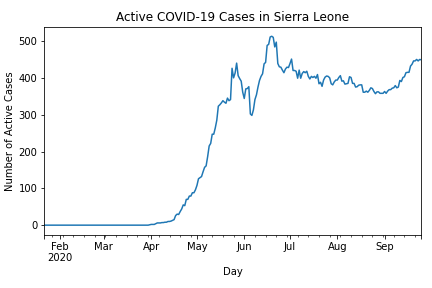 Active COVID-19 Cases in Sierra Leone
500
400
300
200
100
0
Number of Active Cases
Feb
2020
Mar
Apr
May
Jun
Jul
Aug
Sep
Day